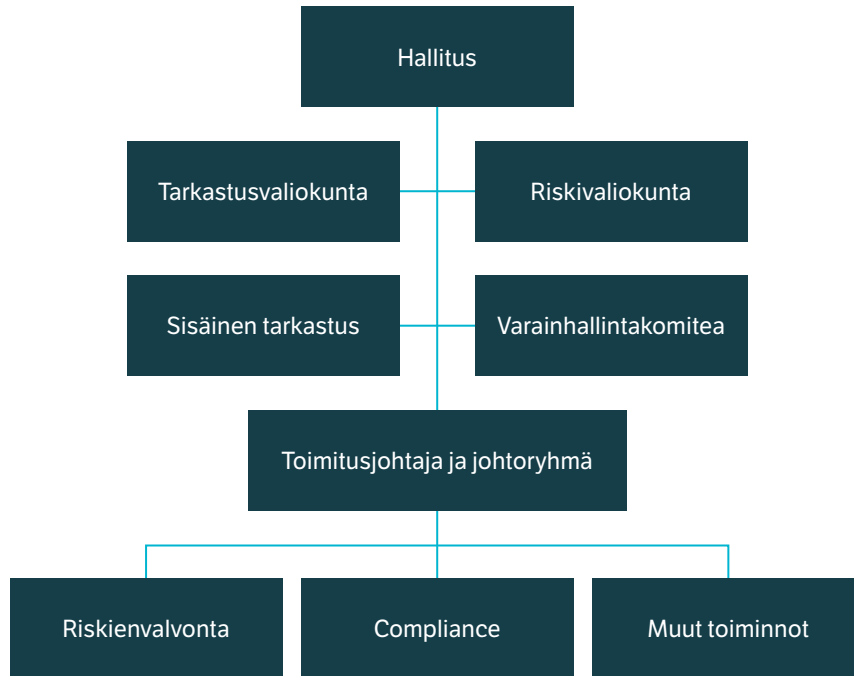 Hallitus
Tarkastusvaliokunta
Riskivaliokunta
Sisäinen tarkastus
Varainhallintakomitea
Toimitusjohtaja ja johtoryhmä
Riskienvalvonta
Compliance
Muut toiminnot